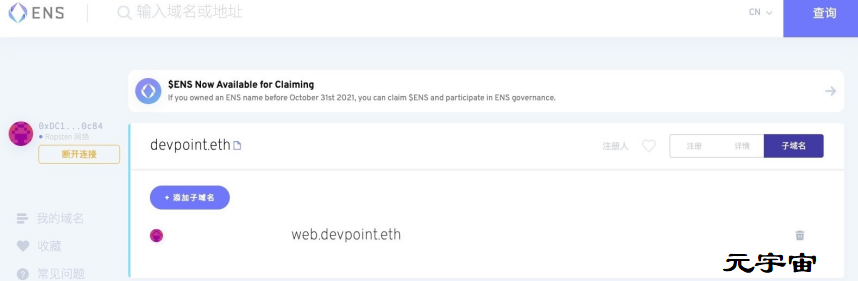 ENS
输入域名或地址
CN
查询
$ENS Now Available for Claiming
If you owned an ENS name before October 31st 2021, you can claim $ENS and participate in ENS governance.
0xDC1...0c84
Ropsten 网络
断开连接
devpoint.eth
注册人
注册
详情
子域名
+ 添加子域名
我的域名
web.devpoint.eth
收藏
常见问题
元宇宙